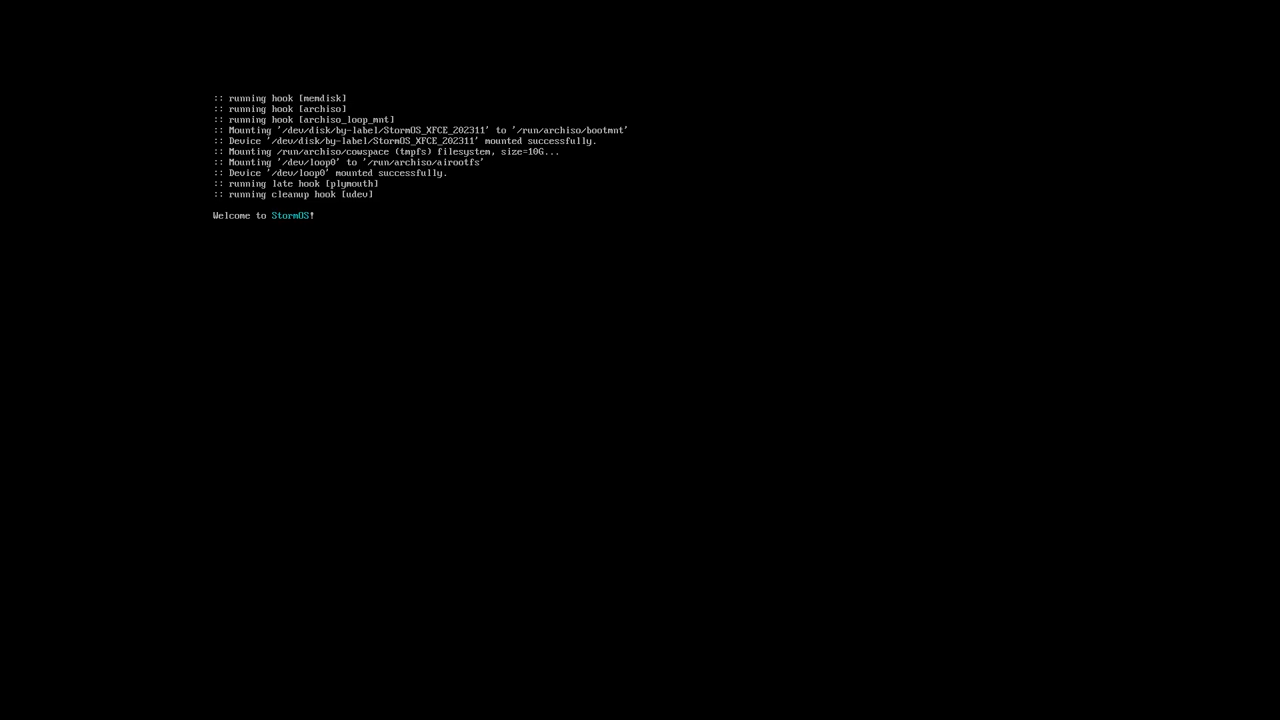 :: running hook [memdisk]
:: running hook [archiso]
:: running hook [archiso_loop_mnt]
:: Mounting '/dev/disk/by-label/StormOS_XFCE_202311' to '/run/archiso/bootmnt'
:: Device '/dev/disk/by-label/StormOS_XFCE_202311' mounted successfully.
:: Mounting /run/archiso/cowspace (tmpfs) filesystem, size=10G...
:: Mounting '/dev/loop0' to '/run/archiso/airootfs'
:: Device '/dev/loop0' mounted successfully.
:: running late hook [plymouth]
:: running cleanup hook [udev]
Welcome to StormOS!